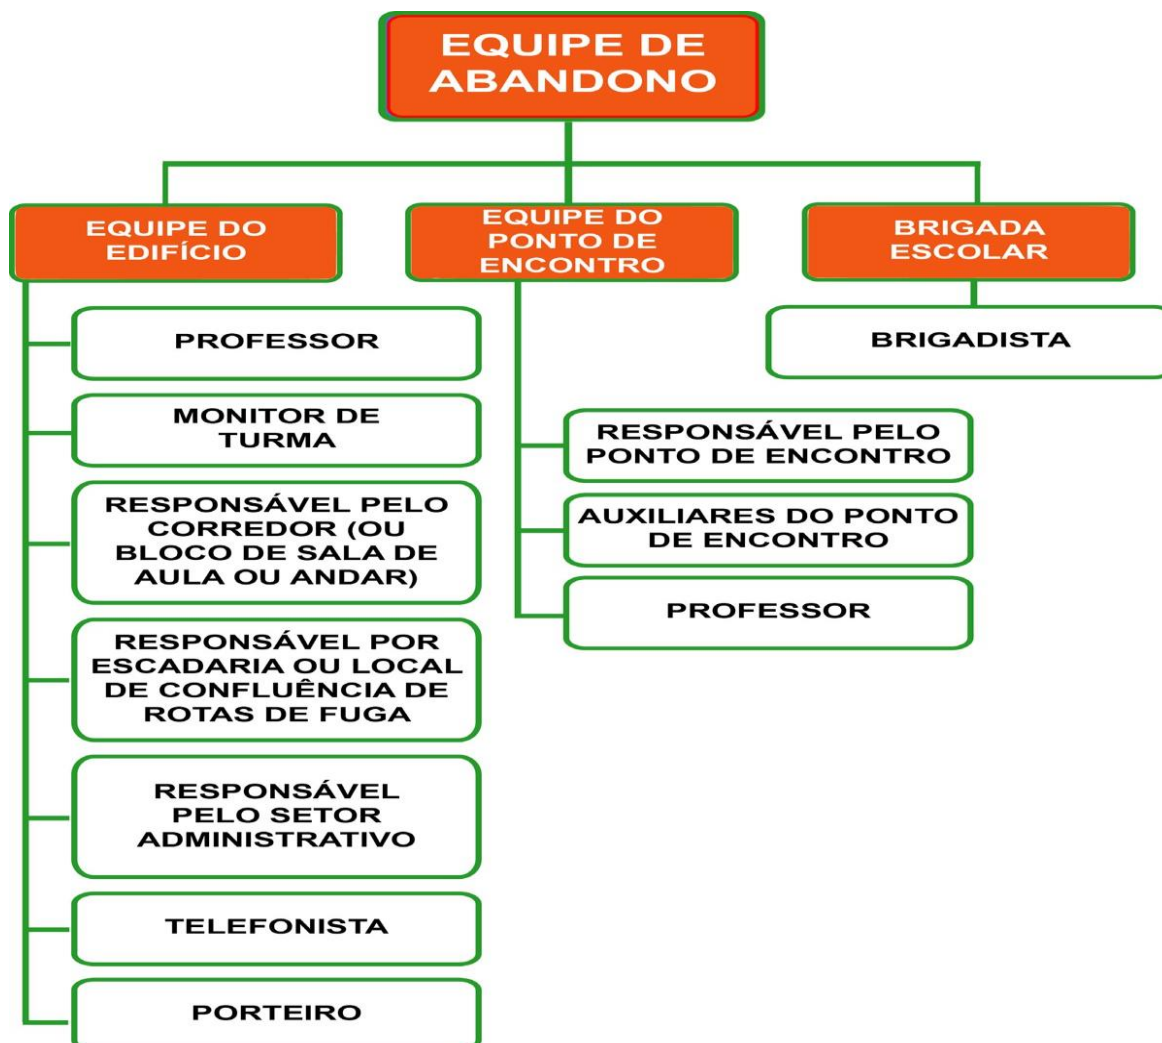 EQUIPE DE
ABANDONO
EQUIPE DO
EDIFÍCIO
PROFESSOR
MONITOR DE
TURMA
RESPONSÁVEL PELO
CORREDOR (OU
BLOCO DE SALA DE
AULA OU ANDAR)
RESPONSÁVEL POR
ESCADARIA OU LOCAL
DE CONFLUÊNCIA DE
ROTAS DE FUGA
RESPONSÁVEL
PELO SETOR
ADMINISTRATIVO
TELEFONISTA
PORTEIRO
EQUIPE DO
PONTO DE
ENCONTRO
RESPONSÁVEL PELO
PONTO DE ENCONTRO
AUXILIARES DO PONTO
DE ENCONTRO
PROFESSOR
BRIGADA
ESCOLAR
BRIGADISTA